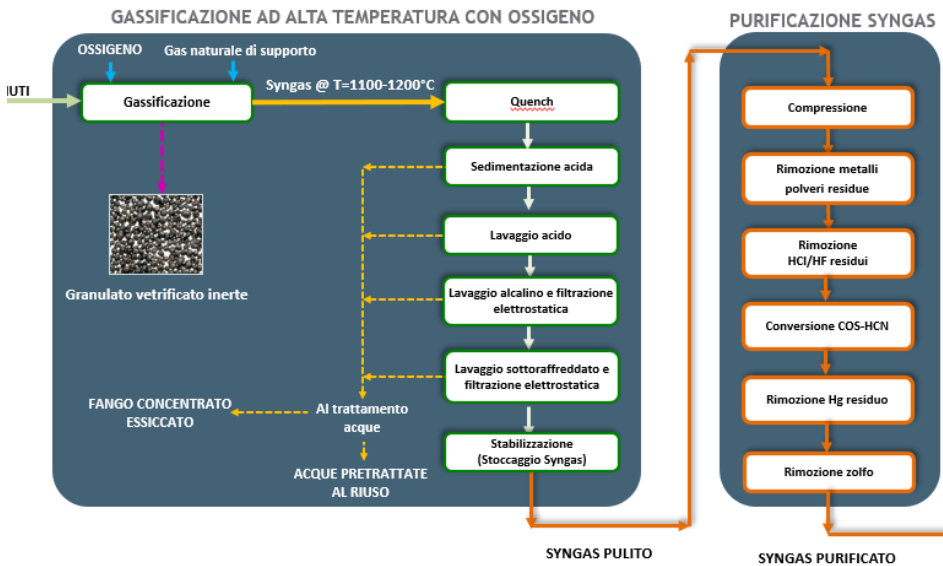 GASSIFICAZIONE AD ALTA TEMPERATURA CON OSSIGENO
OSSIGENO
Gas naturale di supporto
IUTI
Gassificazione
Syngas @ T=1100-1200°C
Quench
Sedimentazione acida
Lavaggio acido
Lavaggio alcalino e filtrazione
elettrostatica
Lavaggio sottoraffreddato e
filtrazione elettrostatica
Stabilizzazione
(Stoccaggio Syngas)
Granulato vetrificato inerte
Al trattamento
acque
FANGO CONCENTRATO
ESSICCATO
ACQUE PRETRATTATE
AL RIUSO
SYNGAS PULITO
PURIFICAZIONE SYNGAS
Compressione
Rimozione metalli
polveri residue
Rimozione
HCl/HF residui
Conversione COS-HCN
Rimozione Hg residuo
Rimozione zolfo
SYNGAS PURIFICATO